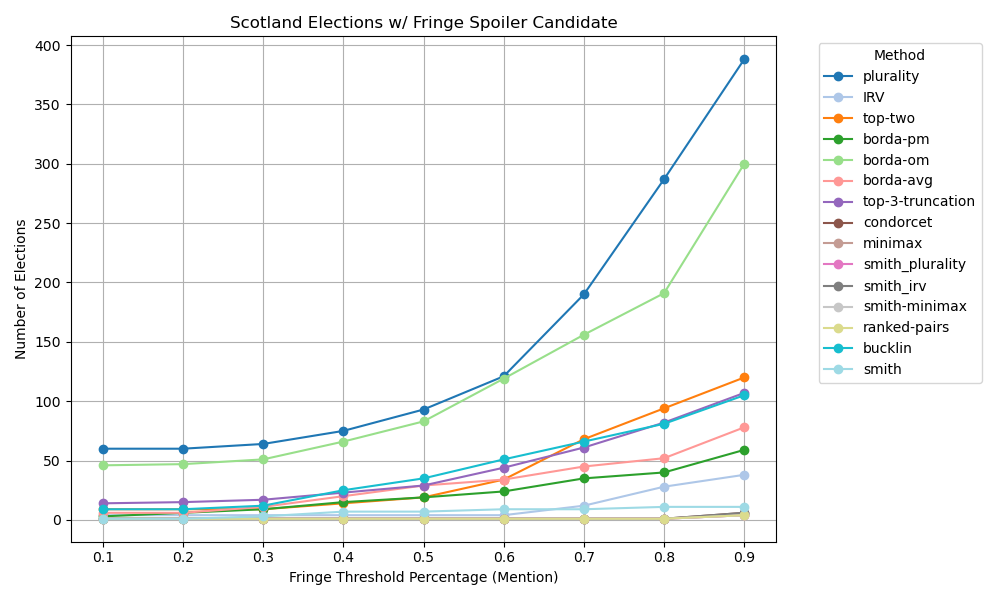 Scotland Elections w/ Fringe Spoiler Candidate
400
350
300
250
200
150
100
50
0
Number of Elections
0.1 0.2 0.3 0.4 0.5 0.6 0.7 0.8 0.9
Fringe Threshold Percentage (Mention)
Method
plurality
IRV
top-two
borda-pm
borda-om
borda-avg
top-3-truncation
condorcet
minimax
smith_plurality
smith_irv
smith-minimax
ranked-pairs
bucklin
smith